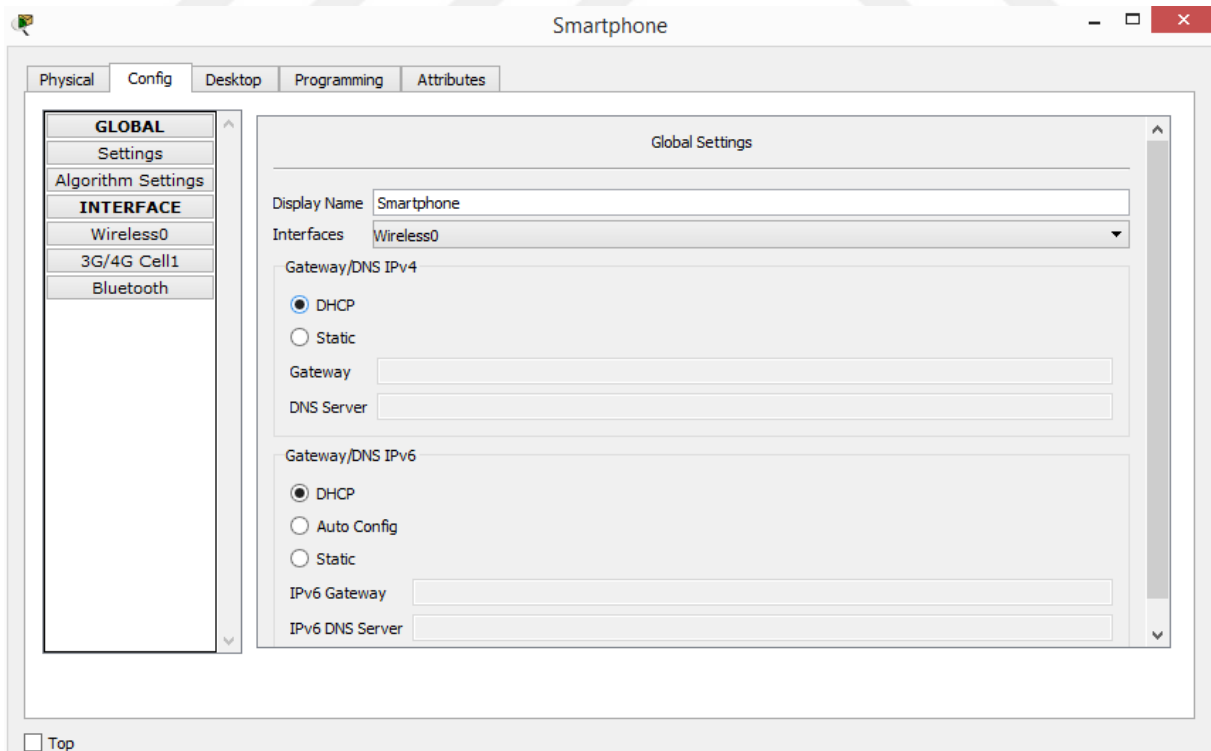 Smartphone
Physical Config Desktop Programming Attributes
GLOBAL
Settings
Algorithm Settings
INTERFACE
Wireless0
3G/4G Cell1
Bluetooth
Global Settings
Display Name Smartphone
Interfaces Wireless0
Gateway/DNS IPv4
DHCP
Static
Gateway
DNS Server
Gateway/DNS IPv6
DHCP
Auto Config
Static
IPv6 Gateway
IPv6 DNS Server
Top